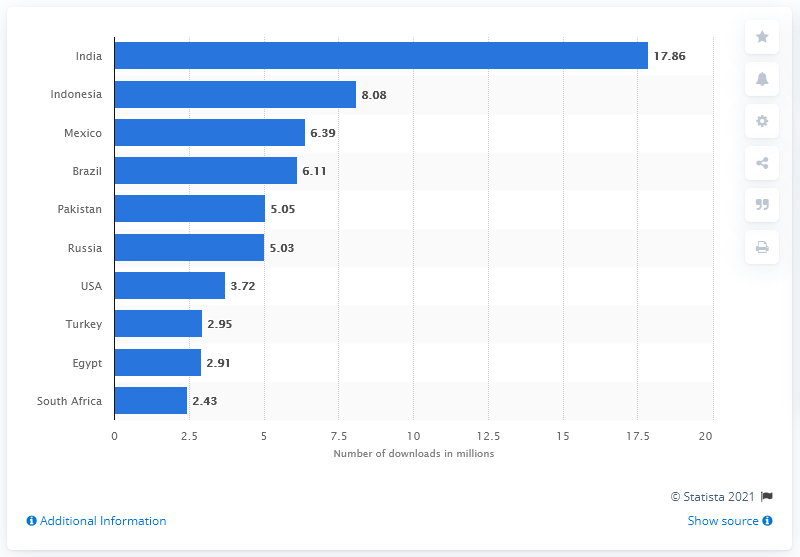 India 17.86
Indonesia 8.08
Mexico 6.39
Brazil 6.11
Pakistan 5.05
Russia 5.03
USA 3.72
Turkey 2.95
Egypt 2.91
South Africa 2.43
0 2.5 5 7.5 10 12.5 15 17.5 20
Number of downloads in millions
© Statista 2021
Additional Information Show source